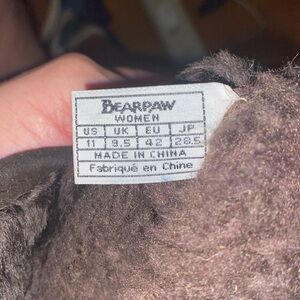 BEARPAW
WOMEN
US UK EU JP
11 9.5 42 28.5
MADE IN CHINA
Fabriqué en Chine